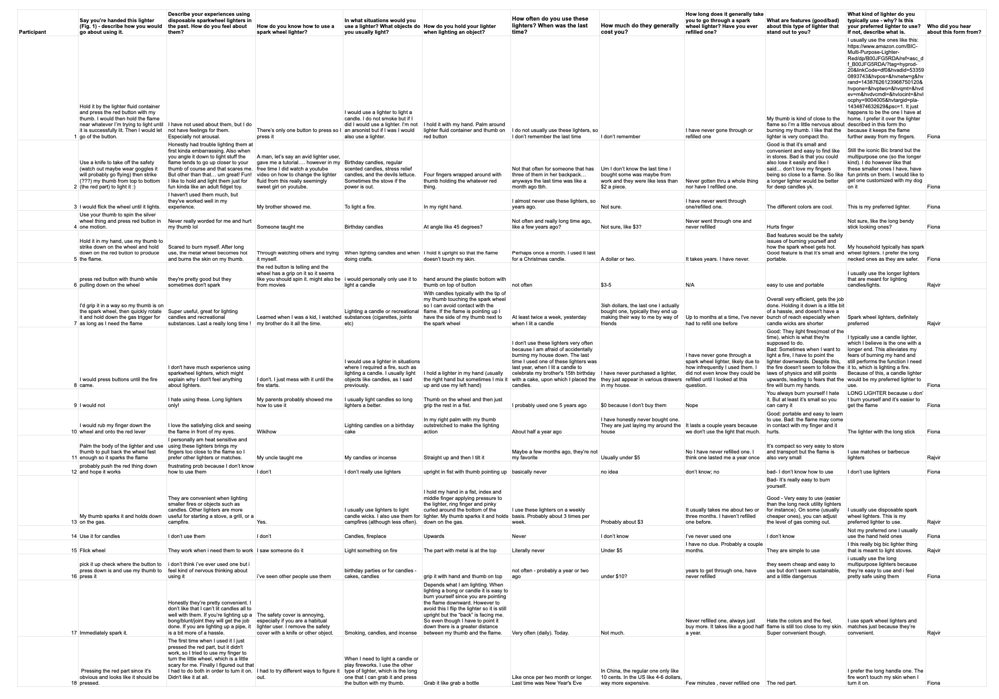 Participant
Say you're handed this lighter
(Fig. 1) - describe how you would
go about using it.
Describe your experiences using
disposable sparkwheel lighters in
the past. How do you feel about
them?
How do you know how to use a
spark wheel lighter?
In what situations would you
use a lighter? What objects do
you usually light?
How do you hold your lighter
when lighting an object?
How often do you use these
lighters? When was the last
time?
How much do they generally
cost you?
How long does it generally take
you to go through a spark
wheel lighter? Have you ever
refilled one?
What are features (good/bad)
about this type of lighter that
stand out to you?
What kind of lighter do you
typically use - why? Is this
your preferred lighter to use?
If not, describe what is.
Who did you hear
about this form from?
1
Hold it by the lighter fluid container
and press the red button with my
thumb. I would then hold the flame
near whatever I'm trying to light until
it is successfully lit. Then I would let
go of the button.
I have not used about them, but I do
not have feelings for them.
Especially not arousal.
There's only one button to press so I
press it
I would use a lighter to light a
candle. I do not smoke but if I
did I would use a lighter. I'm not
an arsonist but if I was I would
also use a lighter.
I hold it with my hand. Palm around
lighter fluid container and thumb on
red button
I do not usually use these lighters, so
I don't remember the last time
I don't remember
I have never gone through or
refilled one
My thumb is kind of close to the
flame so I'm a little nervous about
burning my thumb. I like that the
lighter is very compact tho.
I usually use the ones like this:
https://www.amazon.com/BIC-
Multi-Purpose-Lighter-
Red/dp/B00JFG5RDA/ref=asc_d
f_B00JFG5RDA/?tag=hyprod-
20&linkCode=df0&hvadid=53359
0893743&hvpos=&hvnetw=g&hv
rand=14387626123968750120&
hvpone=&hvptwo=&hvqmt=&hvd
ev=m&hvdvcmdl=&hvlocint=&hvl
ocphy=9004005&hvtargid=pla-
1434874632629&psc=1. It just
happens to be the one I have at
home. I prefer it over the lighter
described in this form tho
because it keeps the flame
further away from my fingers.
Fiona
2
Use a knife to take off the safety
(watch out maybe wear goggles it
will probably go flying) then strike
(???) my thumb from top to bottom
(the red part) to light it :)
Honestly had trouble lighting them at
first kinda embarrassing. Also when
you angle it down to light stuff the
flame tends to go up closer to your
thumb of course and that scares me.
But other than that… um great! Fun!
I like to hold and light them just for
fun kinda like an adult fidget toy.
A man, let's say an avid lighter user,
gave me a tutorial…. however in my
free time I did watch a youtube
video on how to change the lighter
fluid from this really seemingly
sweet girl on youtube.
Birthday candles, regular
scented candles, stress relief
candles, and the devils lettuce.
Sometimes the stove if the
power is out.
Four fingers wrapped around with
thumb holding the whatever red
thing.
Not that often for someone that has
three of them in her backpack…
anyways the last time was like a
month ago tbh.
Um I don't know the last time I
bought some was maybe from
work and they were like less than
$2 a piece.
Never gotten thru a whole thing
nor have I refilled one.
Good is that it's small and
convenient and easy to find like
in stores. Bad is that you could
also lose it easily and like I
said… don't love my fingers
being so close to a flame. So like
a longer lighter would be better
for deep candles yk.
Still the iconic Bic brand but the
multipurpose one (so the longer
kind). I do however like that
these smaller ones I have, have
fun prints on them. I would like to
get one customized with my dog
on it
Fiona
3
I would flick the wheel until it lights.
I haven't used them much, but
they've worked well in my
experience.
My brother showed me.
To light a fire.
In my right hand.
I almost never use these lighters, so
years ago.
Not sure.
I have never went through
one/refilled one.
The different colors are cool.
This is my preferred lighter.
Fiona
4
Use your thumb to spin the silver
wheel thing and press red button in
one motion.
Never really worded for me and hurt
my thumb lol
Someone taught me
Birthday candles
At angle like 45 degrees?
Not often and really long time ago,
like a few years ago?
Not sure, like $3?
Never went through one and
never refilled
Hurts finger
Not sure, like the long bendy
stick looking ones?
Fiona
5
Hold it in my hand, use my thumb to
strike down on the wheel and hold
down on the red button to produce
the flame.
Scared to burn myself. After long
use, the metal wheel becomes hot
and burns the skin on my thumb.
Through watching others and trying
it myself.
When lighting candles and when
doing crafts.
I hold it upright so that the flame
doesn't touch my skin.
Perhaps once a month. I used it last
for a Christmas candle.
A dollar or two.
It takes years. I have never.
Bad features would be the safety
issues of burning yourself and
how the spark wheel gets hot.
Good feature is that it's small and
portable.
My household typically has spark
wheel lighters. I prefer the long
necked ones as they are safer.
Fiona
6
press red button with thumb while
pulling down on the wheel
they're pretty good but they
sometimes don't spark
the red button is telling and the
wheel has a grip on it so it seems
like you should spin it. might also be
from movies
i would personally only use it to
light a candle
hand around the plastic bottom with
thumb on top of button
not often
$3-5
N/A
easy to use and portable
I usually use the longer lighters
that are meant for lighting
candles/lights.
Rajvir
7
I'd grip it in a way so my thumb is on
the spark wheel, then quickly rotate
it and hold down the gas trigger for
as long as I need the flame
Super useful, great for lighting
candles and recreational
substances. Last a really long time !
Learned when I was a kid, I watched
my brother do it all the time.
Lighting a candle or recreational
substances (cigarettes, joints
etc)
With candles typically with the tip of
my thumb touching the spark wheel
so I can avoid contact with the
flame. If the flame is pointing up I
have the side of my thumb next to
the spark wheel
At least twice a week, yesterday
when I lit a candle
3ish dollars, the last one I actually
bought one, typically they end up
making their way to me by way of
friends
Up to months at a time, I've never
had to refill one before
Overall very efficient, gets the job
done. Holding it down is a little bit
of a hassle, and doesn't have a
bunch of reach especially when
candle wicks are shorter
Spark wheel lighters, definitely
preferred
Rajvir
8
I would press buttons until the fire
came.
I don't have much experience using
sparkwheel lighters, which might
explain why I don't feel anything
about lighters.
I don't. I just mess with it until the
fire starts.
I would use a lighter in situations
where I required a fire, such as
lighting a candle. I usually light
objects like candles, as I said
previously.
I hold a lighter in my hand (usually
the right hand but sometimes I mix it
up and use my left hand)
I don't use these lighters very often
because I am afraid of accidentally
burning my house down. The last
time I used one of these lighters was
last year, when I lit a candle to
celebrate my brother's 15th birthday
with a cake, upon which I placed the
candles.
I have never purchased a lighter,
they just appear in various drawers
in my house.
I have never gone through a
spark wheel lighter, likely due to
how infrequently I used them. I
did not even know they could be
refilled until I looked at this
question.
Good: They light fires(most of the
time), which is what they're
supposed to do.
Bad: Sometimes when I want to
light a fire, I have to point the
lighter downwards. Despite this,
the fire doesn't seem to follow the
laws of physics and still points
upwards, leading to fears that the
fire will burn my hands.
I typically use a candle lighter,
which I believe is the one with a
longer end. This alleviates my
fears of burning my hand and
still performs the function I need
it to, which is lighting a fire.
Because of this, a candle lighter
would be my preferred lighter to
use.
Fiona
9
I would not
I hate using these. Long lighters
only!
My parents probably showed me
how to use it
I usually light candles so long
lighters a better.
Thumb on the wheel and then just
grip the rest in a fist.
I probably used one 5 years ago
$0 because I don't buy them
Nope
You always burn yourself I hate
it. But at least it's small so you
can carry it
LONG LIGHTER because u don'
t burn yourself and it's easier to
get the flame
Fiona
10
I would rub my finger down the
wheel and onto the red lever
I love the satisfying click and seeing
the flame in front of my eyes.
Wikihow
Lighting candles on a birthday
cake
In my right palm with my thumb
outstretched to make the lighting
action
About half a year ago
I have honestly never bought one.
They are just laying my around the
house
It lasts a couple years because
we don't use the light that much.
Good: portable and easy to learn
to use. Bad: the flame may come
in contact with my finger and it
hurts.
The lighter with the long stick
Fiona
11
Palm the body of the lighter and use
thumb to pull back the wheel fast
enough so it sparks the flame
I personally am heat sensitive and
using these lighters brings my
fingers too close to the flame so I
prefer other lighters or matches.
My uncle taught me
My candles or incense
Straight up and then I tilt it
Maybe a few months ago, they're not
my favorite
Usually under $5
No I have never refilled one. I
think one lasted me a year once
It's compact so very easy to store
and transport but the flame is
also very small
I use matches or barbecue
lighters
Rajvir
12
probably push the red thing down
and hope it works
frustrating prob because I don't know
how to use them
I don't
I don't really use lighters
upright in fist with thumb pointing up
basically never
no idea
don't know; no
bad- I don't know how to use
I don't use lighters
Fiona
13
My thumb sparks it and holds down
on the gas.
They are convenient when lighting
smaller fires or objects such as
candles. Other lighters are more
useful for starting a stove, a grill, or a
campfire.
Yes.
I usually use lighters to light
candle wicks. I also use them for
campfires (although less often).
I hold my hand in a fist, index and
middle finger applying pressure to
the lighter, ring finger and pinky
curled around the bottom of the
lighter. My thumb sparks it and holds
down on the gas.
I use these lighters on a weekly
basis. Probably about 3 times per
week.
Probably about $3
It usually takes me about two or
three months. I haven't refilled
one before.
Bad- It's really easy to burn
yourself.
Good - Very easy to use (easier
than the long neck utility lighters
for instance). On some (usually
cheaper ones), you can adjust
the level of gas coming out.
I usually use disposable spark
wheel lighters. This is my
preferred lighter to use.
Rajvir
14
Use it for candles
I don't use them
I don't
Candles, fireplace
Upwards
Never
I don't know
I've never used one
I don't know
Not my preferred one I usually
use the hand held ones
Fiona
15
Flick wheel
They work when i need them to work
I saw someone do it
Light something on fire
The part with metal is at the top
Literally never
Under $5
I have no clue. Probably a couple
months.
They are simple to use
I this really big bic lighter thing
that is meant to light stoves.
Rajvir
16
pick it up check where the button to
press down is and use my thumb to
press it
i don't think i've ever used one but i
feel kind of nervous thinking about
using it
i've seen other people use them
birthday parties or for candles -
cakes, candles
grip it with hand and thumb on top
not often - probably a year or two
ago
under $10?
years to get through one, have
never refilled
they seem cheap and easy to
use but don't seem sustainable,
and a little dangerous
i usually use the long
multipurpose lighters because
they're easy to use and i feel
pretty safe using them
Fiona
17
Immediately spark it.
Honestly they're pretty convenient. I
don't like that I can't lit candles all to
well with them. If you're lighting up a
bong/blunt/joint they will get the job
done. If you are lighting up a pipe, it
is a bit more of a hassle.
The safety cover is annoying,
especially if you are a habitual
lighter user. I remove the safety
cover with a knife or other object.
Smoking, candles, and incense
Depends what I am lighting. When
lighting a bong or candle it is easy to
burn yourself since you are pointing
the flame downward. However to
avoid this I flip the lighter so it is still
upright but the “back” is facing me.
So even though I have to point it
down there is a greater distance
between my thumb and the flame.
Very often (daily). Today.
Not much.
Never refilled one, always just
buy more. It takes like a good half
a year.
Hate the colors and the feel,
flame is still too close to my skin.
Super convenient though.
I use spark wheel lighters and
matches just because they're
convenient.
Rajvir
18
Pressing the red part since it's
obvious and looks like it should be
pressed.
The first time when I used it I just
pressed the red part, but it didn't
work, so I tried to use my finger to
turn the little wheel, which is a little
scary for me. Finally I figured out that
I had to do both in order to turn it on.
Didn't like it at all.
I had to try different ways to figure it
out.
When I need to light a candle or
play fireworks. I use the other
type of lighter, which is the long
one that I can grab it and press
the button with my thumb.
Grab it like grab a bottle
Like once per two month or longer.
Last time was New Year's Eve
In China, the regular one only like
10 cents. In the US like 4-6 dollars,
way more expensive.
Few minutes , never refilled one
The red part.
I prefer the long handle one. The
fire won't touch my skin when I
turn it on.
Fiona